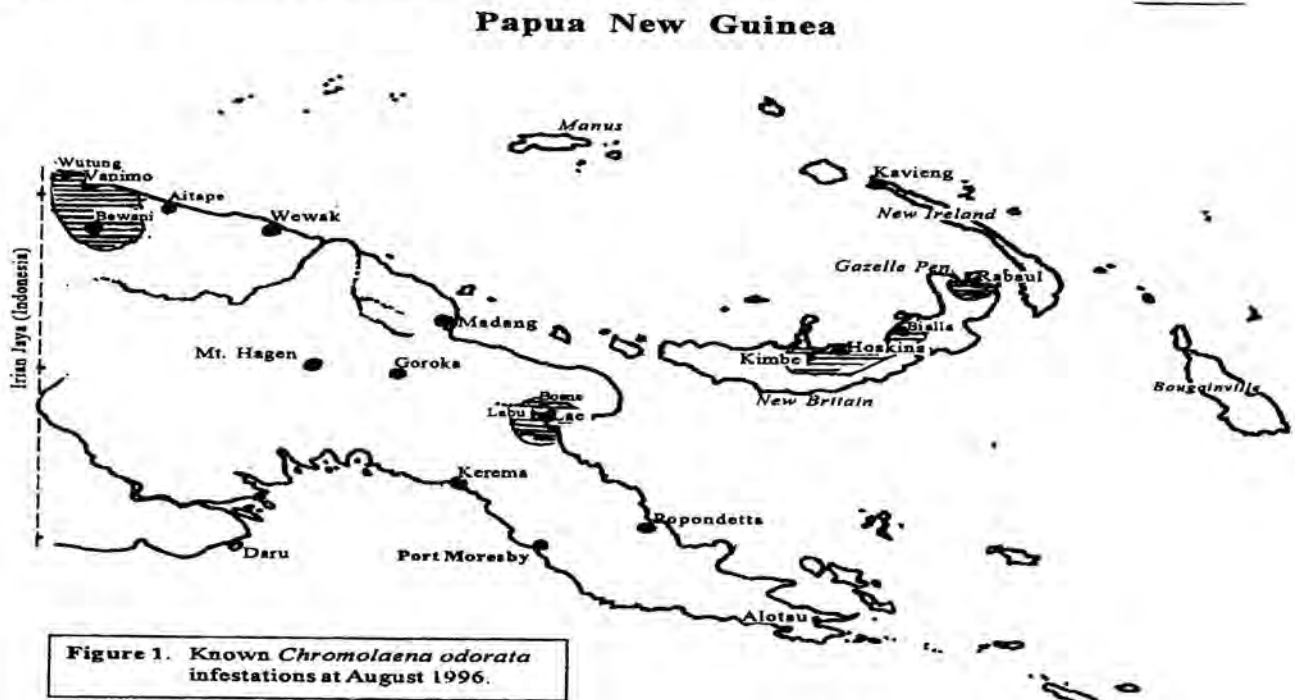 Papua New Guinea
Manus
Wutung
Vanimo
Aitape
Bewani
Wewak
Kavieng
New Ireland
Gazelle Pen.
Rabaul
Bialla
Hoskins
Kimbe
New Britain
Bougainville
Irian Jaya (Indonesia)
Madang
Mt. Hagen
Goroka
Labu
Lae
Kerema
Popondetta
Daru
Port Moresby
Alotau
Figure 1. Known Chromolaena odorata
infestations at August 1996.